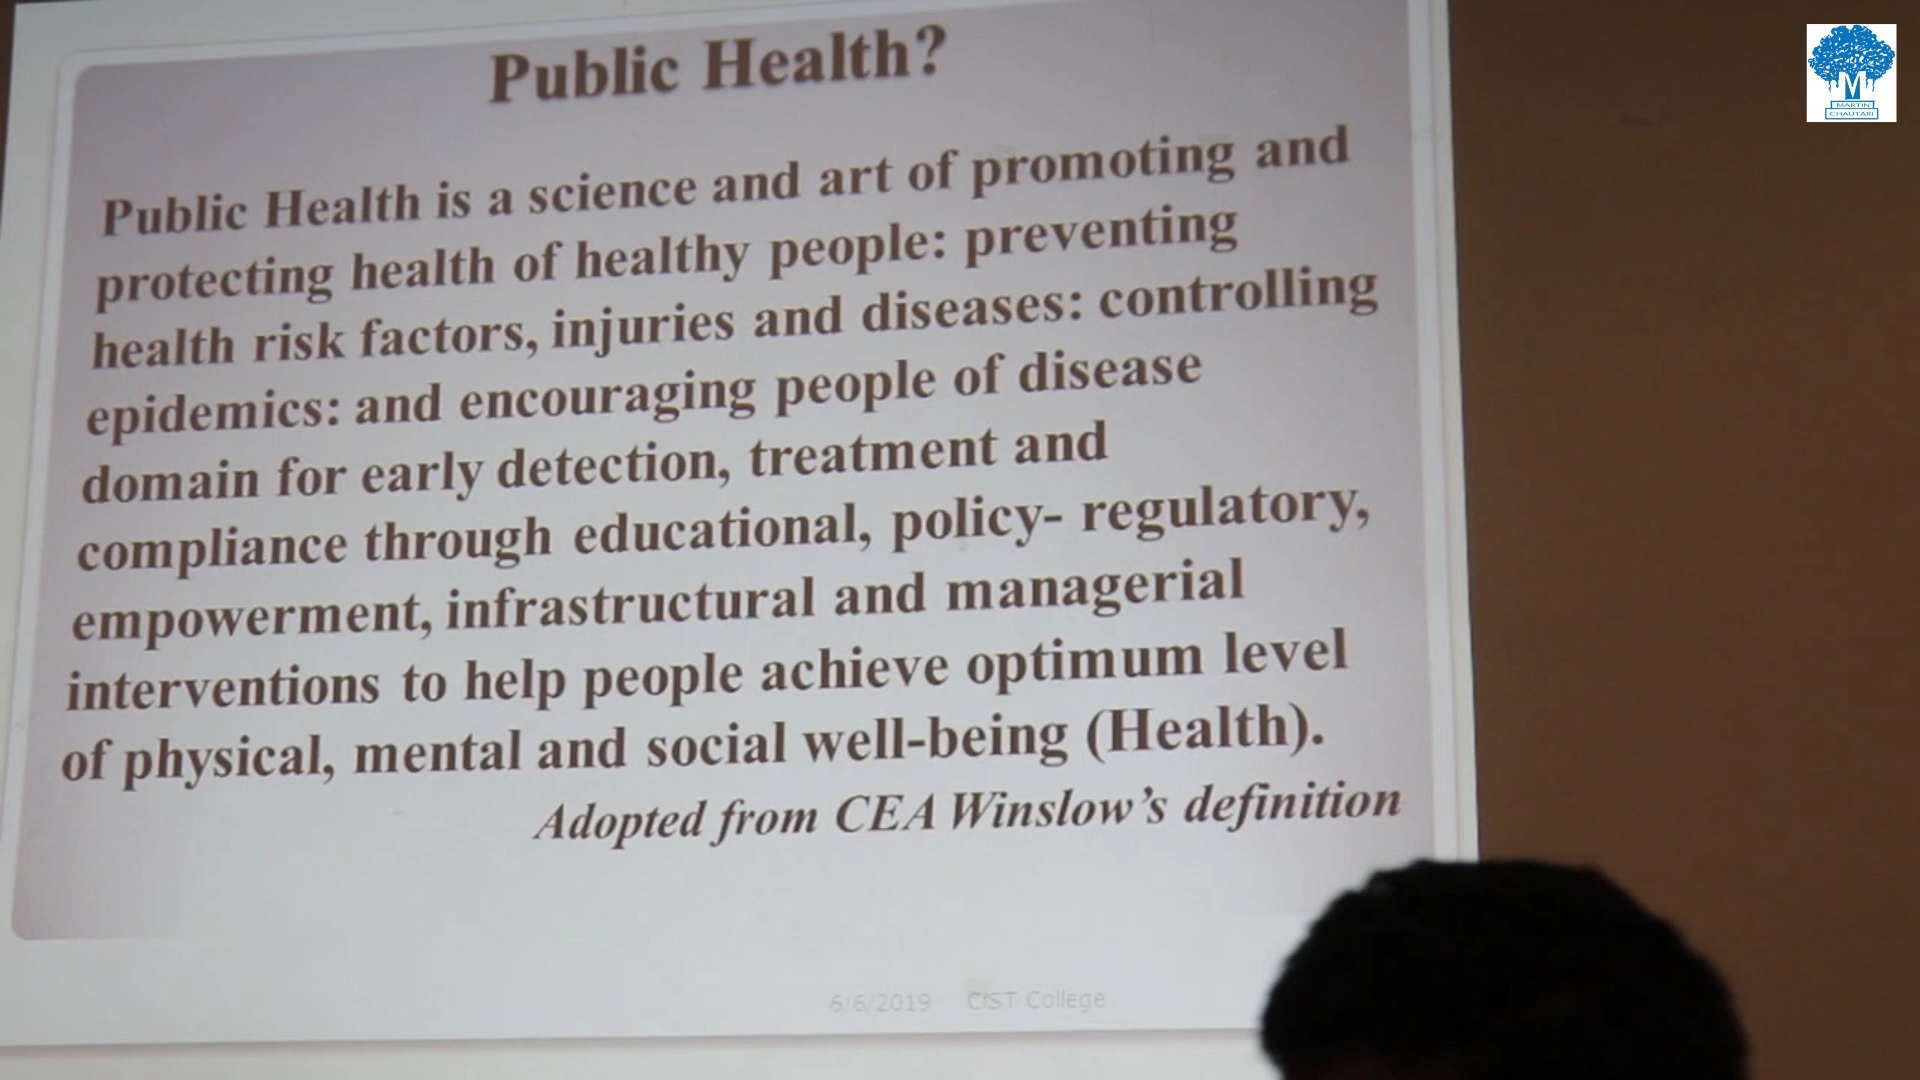 Public Health?
Public Health is a science and art of promoting and
protecting health of healthy people: preventing
health risk factors, injuries and diseases: controlling
epidemics: and encouraging people of disease
domain for early detection, treatment and
compliance through educational, policy- regulatory,
empowerment, infrastructural and managerial
interventions to help people achieve optimum level
of physical, mental and social well-being (Health).
Adopted from CEA Winslow's definition
6/6/2019 CiST College
M
MARTIN
CHAUTARI